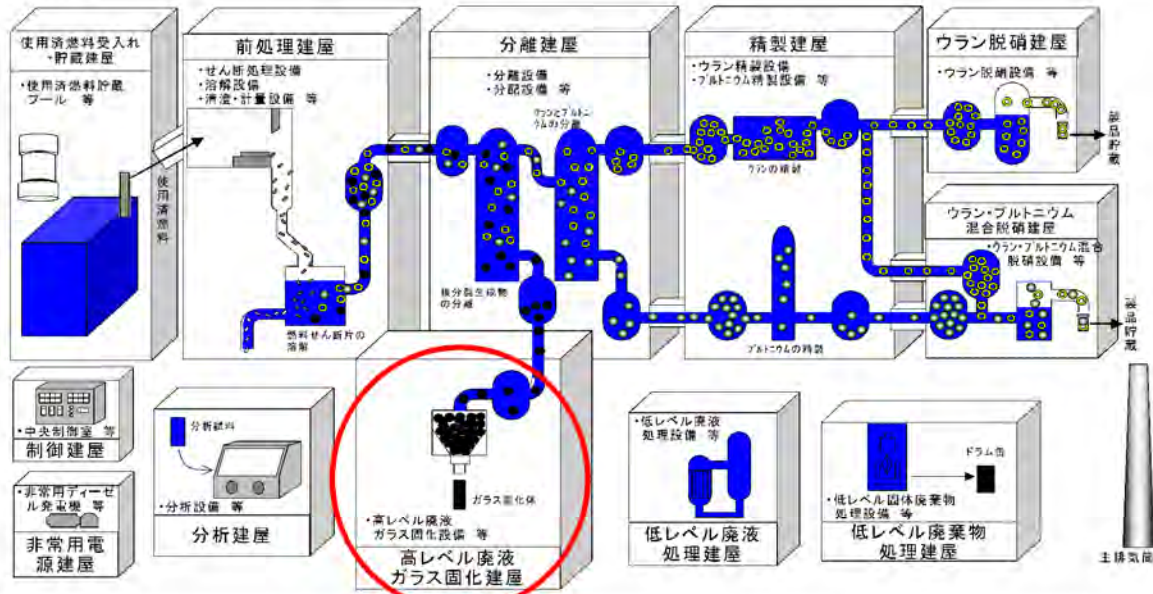 使用済燃料受入れ
・貯蔵建屋
・使用済燃料貯蔵
プール 等
使用済燃料
前処理建屋
・せん断処理設備
・溶解設備
・清澄・計量設備 等
燃料せん断片の
溶解
分離建屋
・分離設備
・分配設備 等
ウランとプルトニ
ウムの分離
核分裂生成物
の分離
精製建屋
・ウラン精製設備
・プルトニウム精製設備 等
ウランの精製
プルトニウムの精製
ウラン脱硝建屋
・ウラン脱硝設備 等
製品貯蔵
ウラン・プルトニウム
混合脱硝建屋
・ウラン・プルトニウム混合
脱硝設備 等
製品貯蔵
・中央制御室 等
制御建屋
・非常用ディーゼ
ル発電機 等
非常用電
源建屋
分析試料
・分析設備 等
分析建屋
ガラス固化体
・高レベル廃液
ガラス固化設備 等
高レベル廃液
ガラス固化建屋
・低レベル廃液
処理設備 等
低レベル廃液
処理建屋
ドラム缶
・低レベル固体廃棄物
処理設備 等
低レベル廃棄物
処理建屋
主排気筒